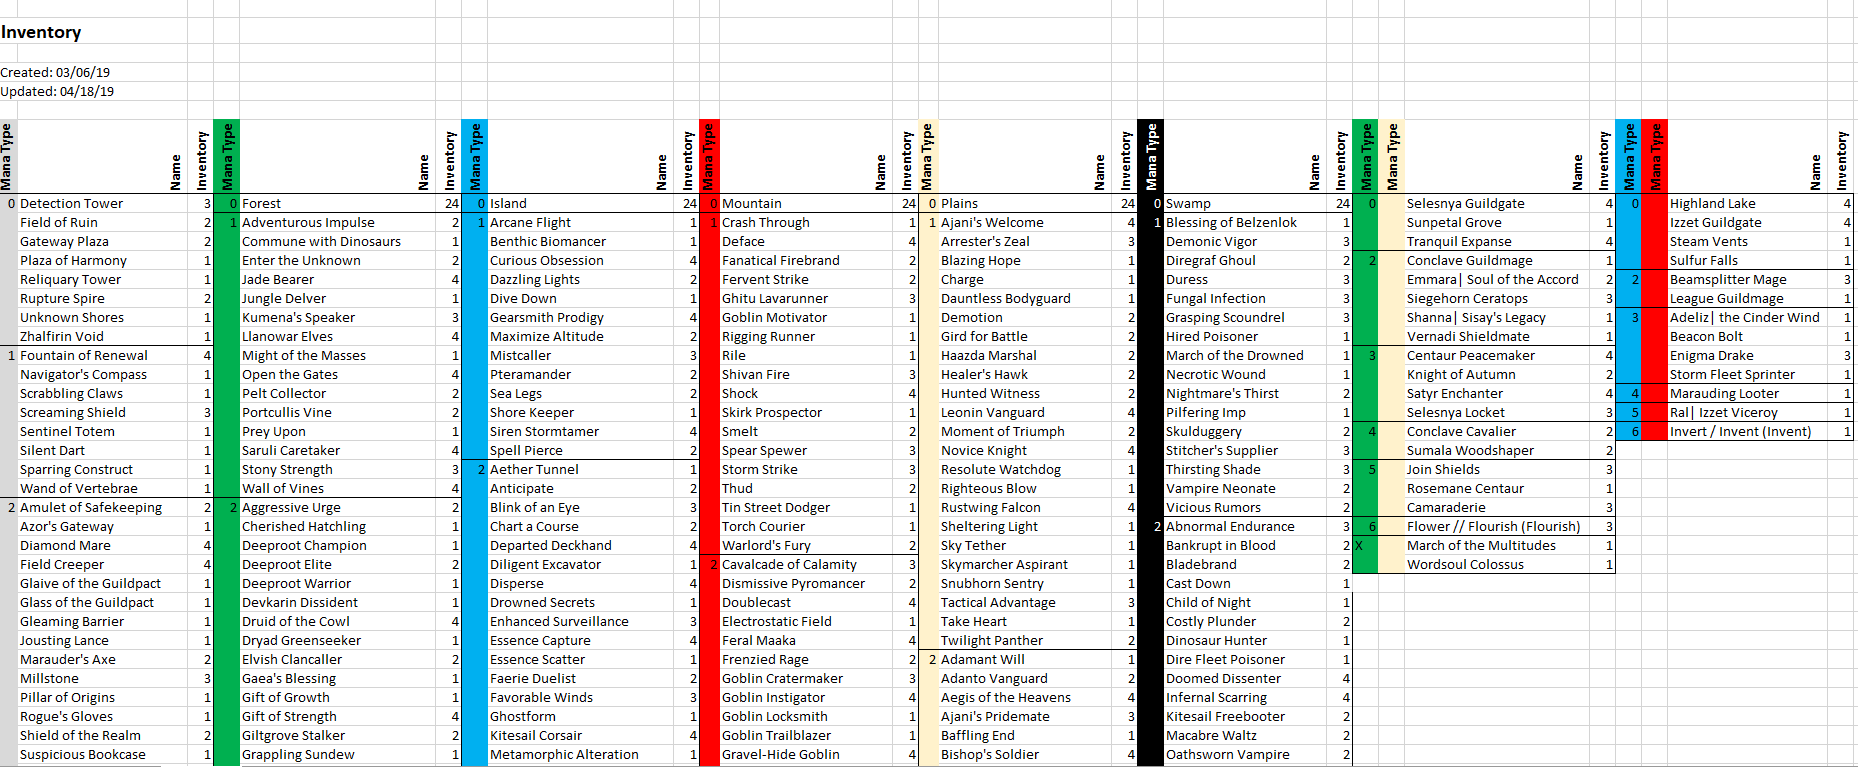 Inventory
Created: 03/06/19
Updated: 04/18/19
Mana Type Name Inventory Mana Type Name Inventory Mana Type Name Inventory Mana Type Name Inventory Mana Type Name Inventory Mana Type Name Inventory Mana Type Mana Type Name Inventory Mana Type Mana Type Name Inventory
0 Detection Tower 3 0 Forest 24 0 Island 24 0 Mountain 24 0 Plains 24 0 Swamp 24 0 Selesnya Guildgate 4 0 Highland Lake 4
Field of Ruin 2 1 Adventurous Impulse 2 1 Arcane Flight 1 1 Crash Through 1 1 Ajani's Welcome 4 1 Blessing of Belzenlok 1 Sunpetal Grove 1 Izzet Guildgate 4
Gateway Plaza 2 Commune with Dinosaurs 1 Benthic Biomancer 1 Deface 4 Arrester's Zeal 3 Demonic Vigor 3 Tranquil Expanse 4 Steam Vents 1
Plaza of Harmony 1 Enter the Unknown 2 Curious Obsession 4 Fanatical Firebrand 2 Blazing Hope 1 Diregraf Ghoul 2 2 Conclave Guildmage 1 Sulfur Falls 1
Reliquary Tower 1 Jade Bearer 4 Dazzling Lights 2 Fervent Strike 2 Charge 1 Duress 3 Emmara| Soul of the Accord 2 2 Beamsplitter Mage 3
Rupture Spire 2 Jungle Delver 1 Dive Down 1 Ghitu Lavarunner 3 Dauntless Bodyguard 1 Fungal Infection 3 Siegehorn Ceratops 3 League Guildmage 1
Unknown Shores 1 Kumena's Speaker 3 Gearsmith Prodigy 4 Goblin Motivator 1 Demotion 2 Grasping Scoundrel 3 Shanna| Sisay's Legacy 1 3 Adeliz| the Cinder Wind 1
Zhalfirin Void 1 Llanowar Elves 4 Maximize Altitude 2 Rigging Runner 1 Gird for Battle 2 Hired Poisoner 1 Vernadi Shieldmate 1 Beacon Bolt 1
1 Fountain of Renewal 4 Might of the Masses 1 Mistcaller 2 Rile 1 Haazda Marshal 2 March of the Drowned 1 3 Centaur Peacemaker 4 Enigma Drake 3
Navigator's Compass 1 Open the Gates 4 Pteramander 2 Shivan Fire 3 Healer's Hawk 2 Necrotic Wound 1 Knight of Autumn 2 Storm Fleet Sprinter 1
Scrabbling Claws 1 Pelt Collector 2 Sea Legs 2 Shock 4 Hunted Witness 4 Nightmare's Thirst 2 Satyr Enchanter 4 4 Marauding Looter 1
Screaming Shield 3 Portcullis Vine 2 Shore Keeper 1 Skirk Prospector 1 Leonin Vanguard 4 Pilfering Imp 1 Selesnya Locket 3 5 Ral| Izzet Viceroy 1
Sentinel Totem 1 Prey Upon 1 Siren Stormtamer 4 Smelt 2 Moment of Triumph 2 Skulduggery 2 4 Conclave Cavalier 2 6 Invert / Invent (Invent) 1
Silent Dart 1 Saruli Caretaker 4 Spell Pierce 2 Spear Spewer 3 Novice Knight 4 Stitcher's Supplier 3 Sumala Woodshaper 2
Sparring Construct 1 Stony Strength 3 2 Aether Tunnel 1 Storm Strike 3 Resolute Watchdog 1 Thirsting Shade 3 5 Join Shields 3
Wand of Vertebrae 1 Wall of Vines 4 Anticipate 2 Thud 2 Righteous Blow 1 Vampire Neonate 2 Rosemane Centaur 1
2 Amulet of Safekeeping 2 2 Aggressive Urge 2 Blink of an Eye 3 Tin Street Dodger 1 Rustwing Falcon 4 Vicious Rumors 2 Camaraderie 3
Azor's Gateway 1 Cherished Hatchling 1 Chart a Course 2 Torch Courier 1 Sheltering Light 1 2 Abnormal Endurance 3 6 Flower // Flourish (Flourish) 3
Diamond Mare 4 Deeproot Champion 1 Departed Deckhand 4 Warlord's Fury 2 Sky Tether 1 Bankrupt in Blood 2 X March of the Multitudes 1
Field Creeper 4 Deeproot Elite 2 Diligent Excavator 1 2 Cavalcade of Calamity 3 Skymarcher Aspirant 1 Bladebrand 2 Wordsoul Colossus 1
Glaive of the Guildpact 1 Deeproot Warrior 1 Disperse 4 Dismissive Pyromancer 2 Snubhorn Sentry 1 Cast Down 1
Glass of the Guildpact 1 Devkarin Dissident 1 Drowned Secrets 1 Doublecast 4 Tactical Advantage 3 Child of Night 1
Gleaming Barrier 1 Druid of the Cowl 4 Enhanced Surveillance 3 Electrostatic Field 1 Take Heart 1 Costly Plunder 2
Jousting Lance 1 Dryad Greenseeker 1 Essence Capture 4 Feral Maaka 4 Twilight Panther 2 Dinosaur Hunter 1
Marauder's Axe 2 Elvish Clancaller 2 Essence Scatter 1 Frenzied Rage 2 2 Adamant Will 1 Dire Fleet Poisoner 1
Millstone 3 Gaea's Blessing 1 Faerie Duelist 2 Goblin Cratermaker 3 Adanto Vanguard 2 Doomed Dissenter 4
Pillar of Origins 1 Gift of Growth 1 Favorable Winds 3 Goblin Instigator 4 Aegis of the Heavens 4 Infernal Scarring 4
Rogue's Gloves 1 Gift of Strength 4 Ghostform 1 Goblin Locksmith 1 Ajani's Pridemate 3 Kitesail Freebooter 2
Shield of the Realm 2 Giltgrove Stalker 2 Kitesail Corsair 4 Goblin Trailblazer 1 Baffling End 1 Macabre Waltz 2
Suspicious Bookcase 1 Grappling Sundew 1 Metamorphic Alteration 1 Gravel-Hide Goblin 4 Bishop's Soldier 4 Oathsworn Vampire 2